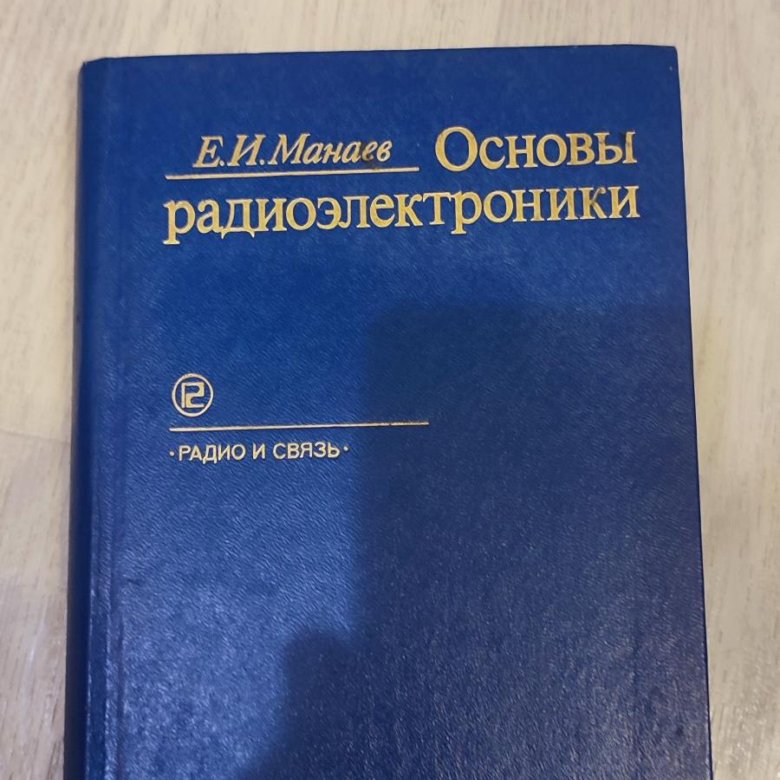 Е.И.Манаев Основы
радиоэлектроники
·РАДИО И СВЯЗЬ·